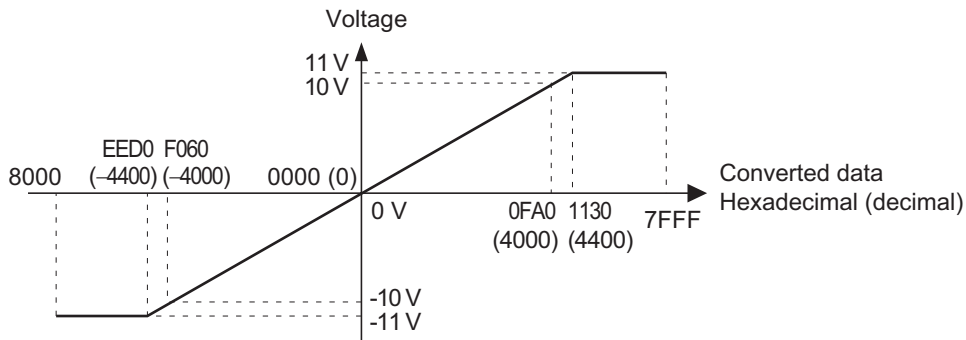 Voltage
11 V
10 V
EED0 F060
8000 (–4400) (–4000) 0000 (0)
Converted data
Hexadecimal (decimal)
0 V
0FA0 1130 7FFF
(4000) (4400)
-10 V
-11 V